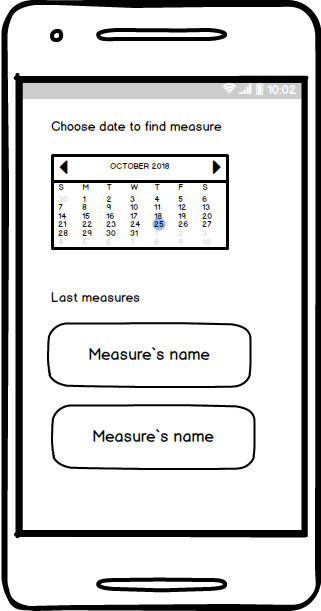 10:02
Choose date to find measure
OCTOBER 2018
S M T W T F S
30 1 2 3 4 5 6
7 8 9 10 11 12 13
14 15 16 17 18 19 20
21 22 23 24 25 26 27
28 29 30 31 1 2 3
4 5 6 7 8 9 10
Last measures
Measure`s name
Measure`s name